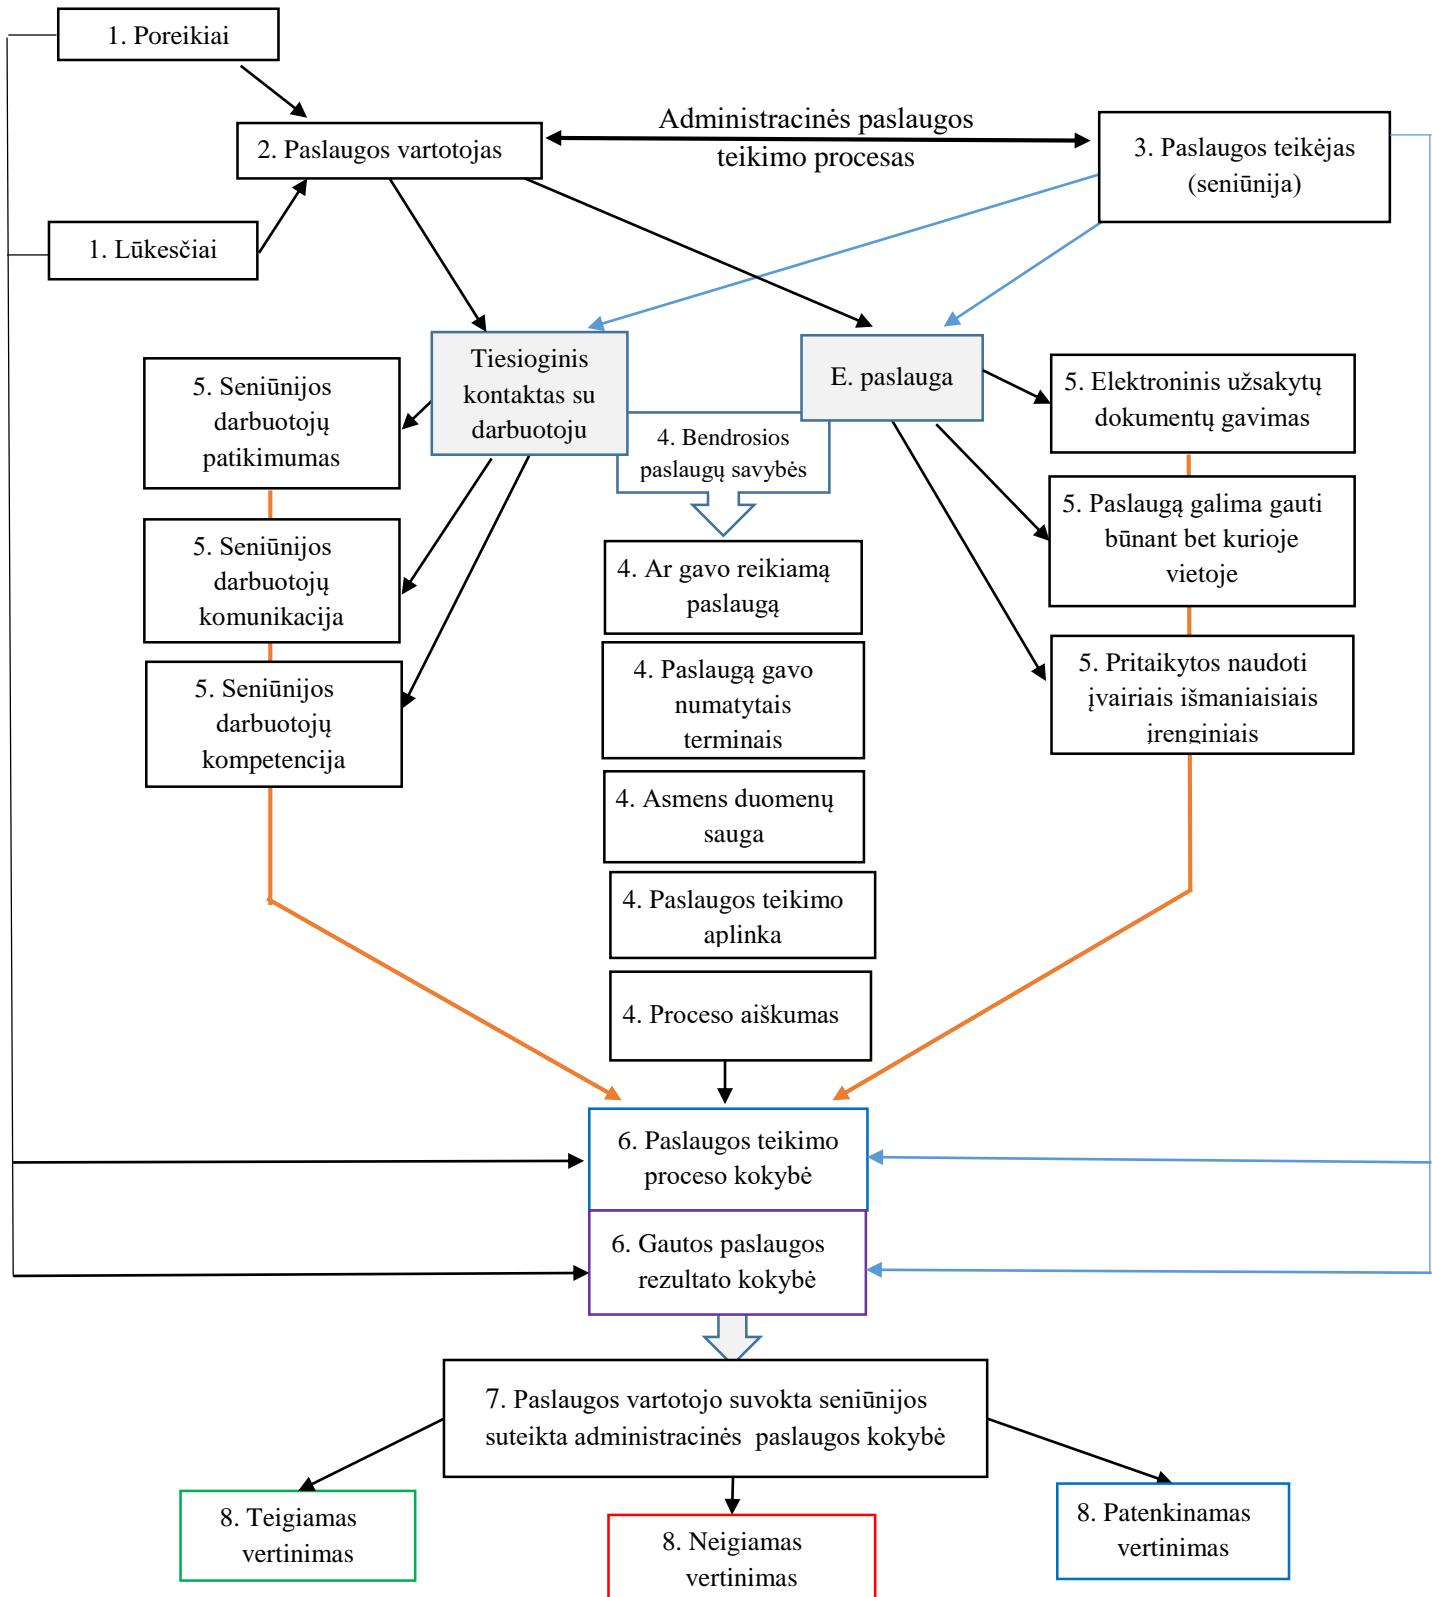 1. Poreikiai
Administracinės paslaugos
teikimo procesas
2. Paslaugos vartotojas
3. Paslaugos teikėjas
(seniūnija)
1. Lūkesčiai
Tiesioginis
kontaktas su
darbuotoju
E. paslauga
4. Bendrosios
paslaugų savybės
5. Seniūnijos
darbuotojų
patikimumas
5. Seniūnijos
darbuotojų
komunikacija
5. Seniūnijos
darbuotojų
kompetencija
5. Elektroninis užsakytų
dokumentų gavimas
5. Paslaugą galima gauti
būnant bet kurioje
vietoje
5. Pritaikytos naudoti
įvairiais išmaniaisiais
įrenginiais
4. Ar gavo reikiamą
paslaugą
4. Paslaugą gavo
numatytais
terminais
4. Asmens duomenų
sauga
4. Paslaugos teikimo
aplinka
4. Proceso aiškumas
6. Paslaugos teikimo
proceso kokybė
6. Gautos paslaugos
rezultato kokybė
7. Paslaugos vartotojo suvokta seniūnijos
suteikta administracinės paslaugos kokybė
8. Teigiamas
vertinimas
8. Neigiamas
vertinimas
8. Patenkinamas
vertinimas